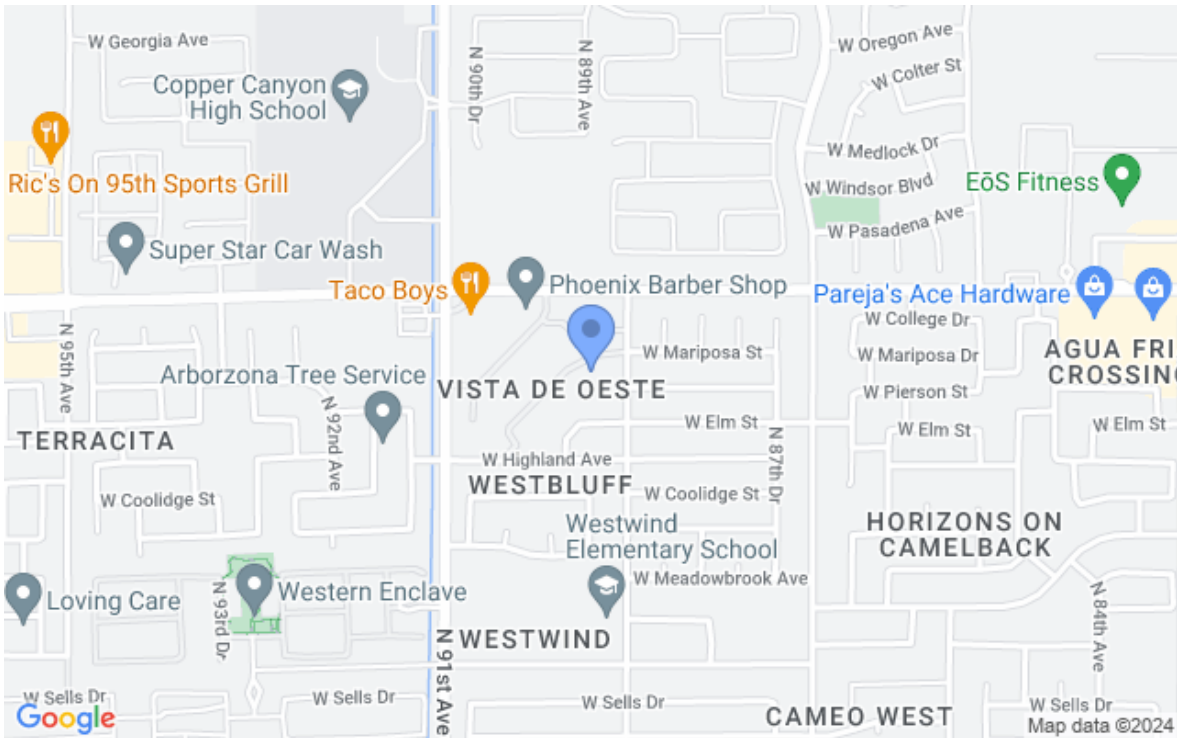 W Georgia Ave
N 90th Dr
N 89th Ave
W Oregon Ave
W Colter St
Copper Canyon
High School
W Medlock Dr
Ric's On 95th Sports Grill
W Windsor Blvd
EōS Fitness
W Pasadena Ave
Super Star Car Wash
Taco Boys
Phoenix Barber Shop
Pareja's Ace Hardware
W College Dr
N 95th Ave
W Mariposa St
W Mariposa Dr
AGUA FRI
CROSSING
Arborzona Tree Service
VISTA DE OESTE
W Pierson St
N 92nd Ave
W Elm St
W Elm St
W Elm St
TERRACITA
N 87th Dr
W Highland Ave
WESTBLUFF
W Coolidge St
W Coolidge St
Westwind
Elementary School
HORIZONS ON
CAMELBACK
W Meadowbrook Ave
Loving Care
N 93rd Dr
Western Enclave
N 84th Ave
WESTWIND
N 91st Ave
W Sells Dr
W Sells Dr
W Sells Dr
W Sells Dr
CAMEO WEST
Google
Map data ©2024